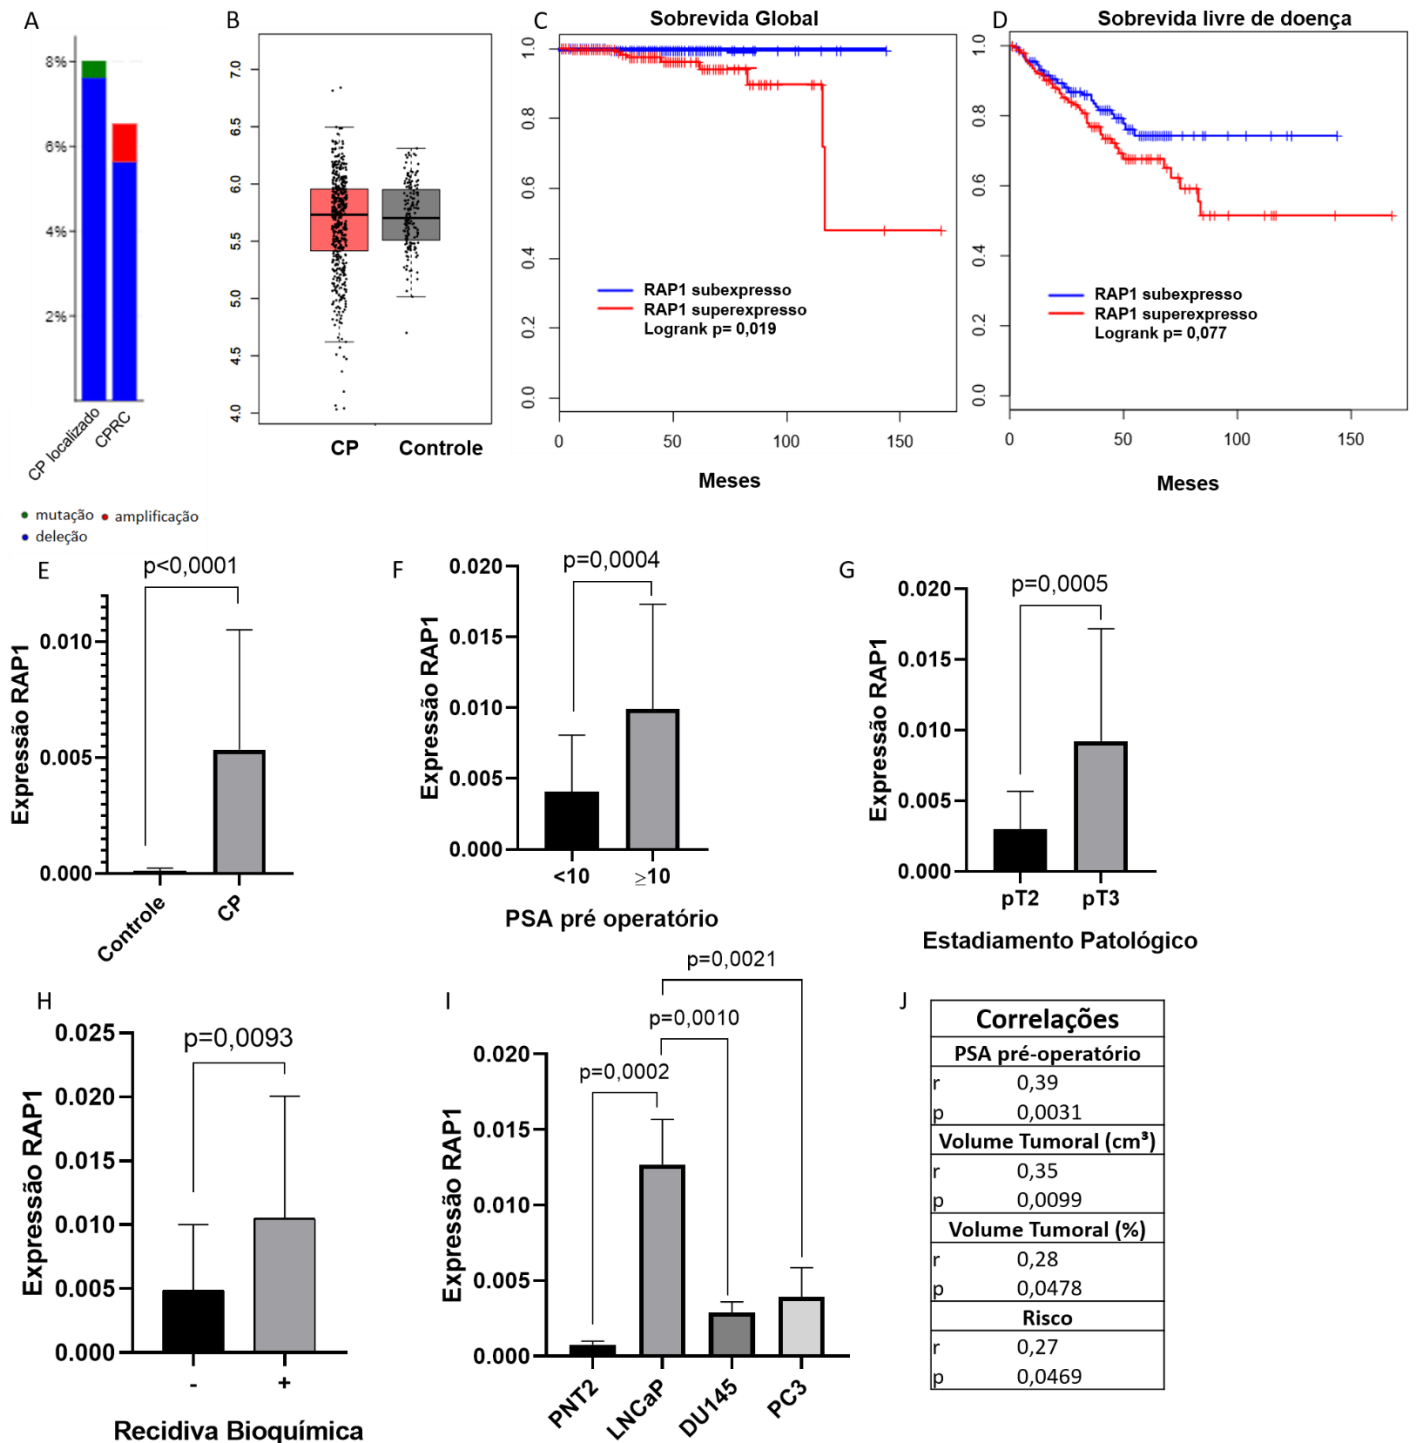 A
8%
6%
4%
2%
CP localizado
CPRC
mutação
amplificação
deleção
B
7.0
6.5
6.0
5.5
5.0
4.5
4.0
CP
Controle
C
Sobrevida Global
1.0
0.8
0.6
0.4
0.2
0.0
RAP1 subexpresso
RAP1 superexpresso
Logrank p= 0,019
0
50
100
150
Meses
D
Sobrevida livre de doença
1.0
0.8
0.6
0.4
0.2
0.0
RAP1 subexpresso
RAP1 superexpresso
Logrank p= 0,077
0
50
100
150
Meses
E
p<0,0001
Expressão RAP1
0.010
0.005
0.000
Controle
CP
F
p=0,0004
Expressão RAP1
0.020
0.015
0.010
0.005
0.000
<10
≥10
PSA pré operatório
G
p=0,0005
Expressão RAP1
0.020
0.015
0.010
0.005
0.000
pT2
pT3
Estadiamento Patológico
H
p=0,0093
Expressão RAP1
0.025
0.020
0.015
0.010
0.005
0.000
-
+
Recidiva Bioquímica
I
p=0,0021
p=0,0010
p=0,0002
Expressão RAP1
0.020
0.015
0.010
0.005
0.000
PNT2
LNCaP
DU145
PC3
J
Correlações
PSA pré-operatório
r 0,39
p 0,0031
Volume Tumoral (cm³)
r 0,35
p 0,0099
Volume Tumoral (%)
r 0,28
p 0,0478
Risco
r 0,27
p 0,0469